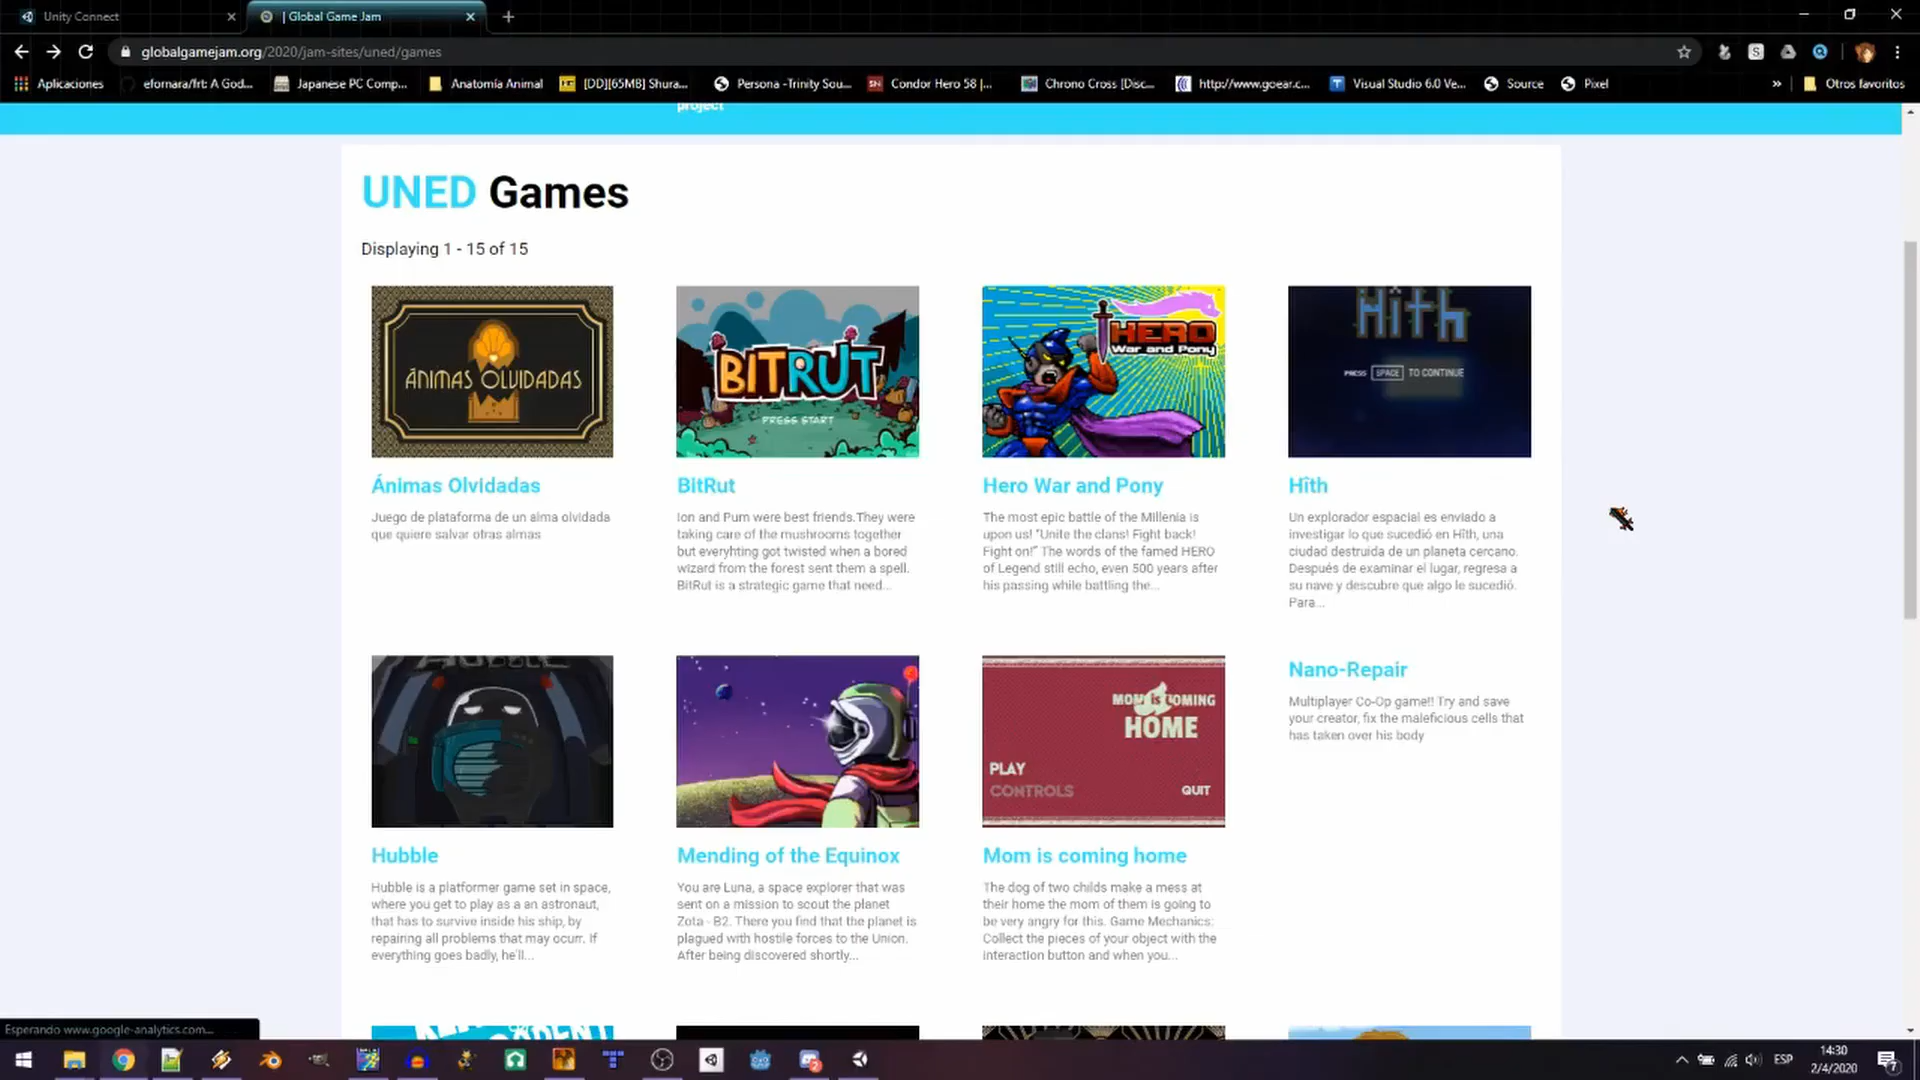 Unity Connect
| Global Game Jam
globalgamejam.org/2020/jam-sites/uned/games
Aplicaciones
efornara/frt: A God...
Japanese PC Comp...
Anatomía Animal
[DD][65MB] Shura...
Persona -Trinity Sou...
Condor Hero 58 |...
Chrono Cross [Disc...
http://www.goear.c...
Visual Studio 6.0 Ve...
Source
Pixel
»
Otros favoritos
project
UNED Games
Displaying 1 - 15 of 15
ÁNIMAS OLVIDADAS
BITRUT
PRESS START
HERO
War and Pony
Hith
PRESS SPACE TO CONTINUE
Ánimas Olvidadas
Juego de plataforma de un alma olvidada
que quiere salvar otras almas
BitRut
Ion and Pum were best friends.They were
taking care of the mushrooms together
but everyhting got twisted when a bored
wizard from the forest sent them a spell.
BitRut is a strategic game that need...
Hero War and Pony
The most epic battle of the Millenia is
upon us! "Unite the clans! Fight back!
Fight on!" The words of the famed HERO
of Legend still echo, even 500 years after
his passing while battling the...
Hîth
Un explorador espacial es enviado a
investigar lo que sucedió en Hîth, una
ciudad destruida de un planeta cercano.
Después de examinar el lugar, regresa a
su nave y descubre que algo le sucedió.
Para...
HUBBLE
MOM is COMING
HOME
PLAY
CONTROLS
QUIT
Nano-Repair
Multiplayer Co-Op game!! Try and save
your creator, fix the maleficious cells that
has taken over his body
Hubble
Hubble is a platformer game set in space,
where you get to play as a an astronaut,
that has to survive inside his ship, by
repairing all problems that may ocurr. If
everything goes badly, he'll...
Mending of the Equinox
You are Luna, a space explorer that was
sent on a mission to scout the planet
Zota - B2. There you find that the planet is
plagued with hostile forces to the Union.
After being discovered shortly...
Mom is coming home
The dog of two childs make a mess at
their home the mom of them is going to
be very angry for this. Game Mechanics:
Collect the pieces of your object with the
interaction button and when you...
Esperando www.google-analytics.com...
ESP
14:30
2/4/2020